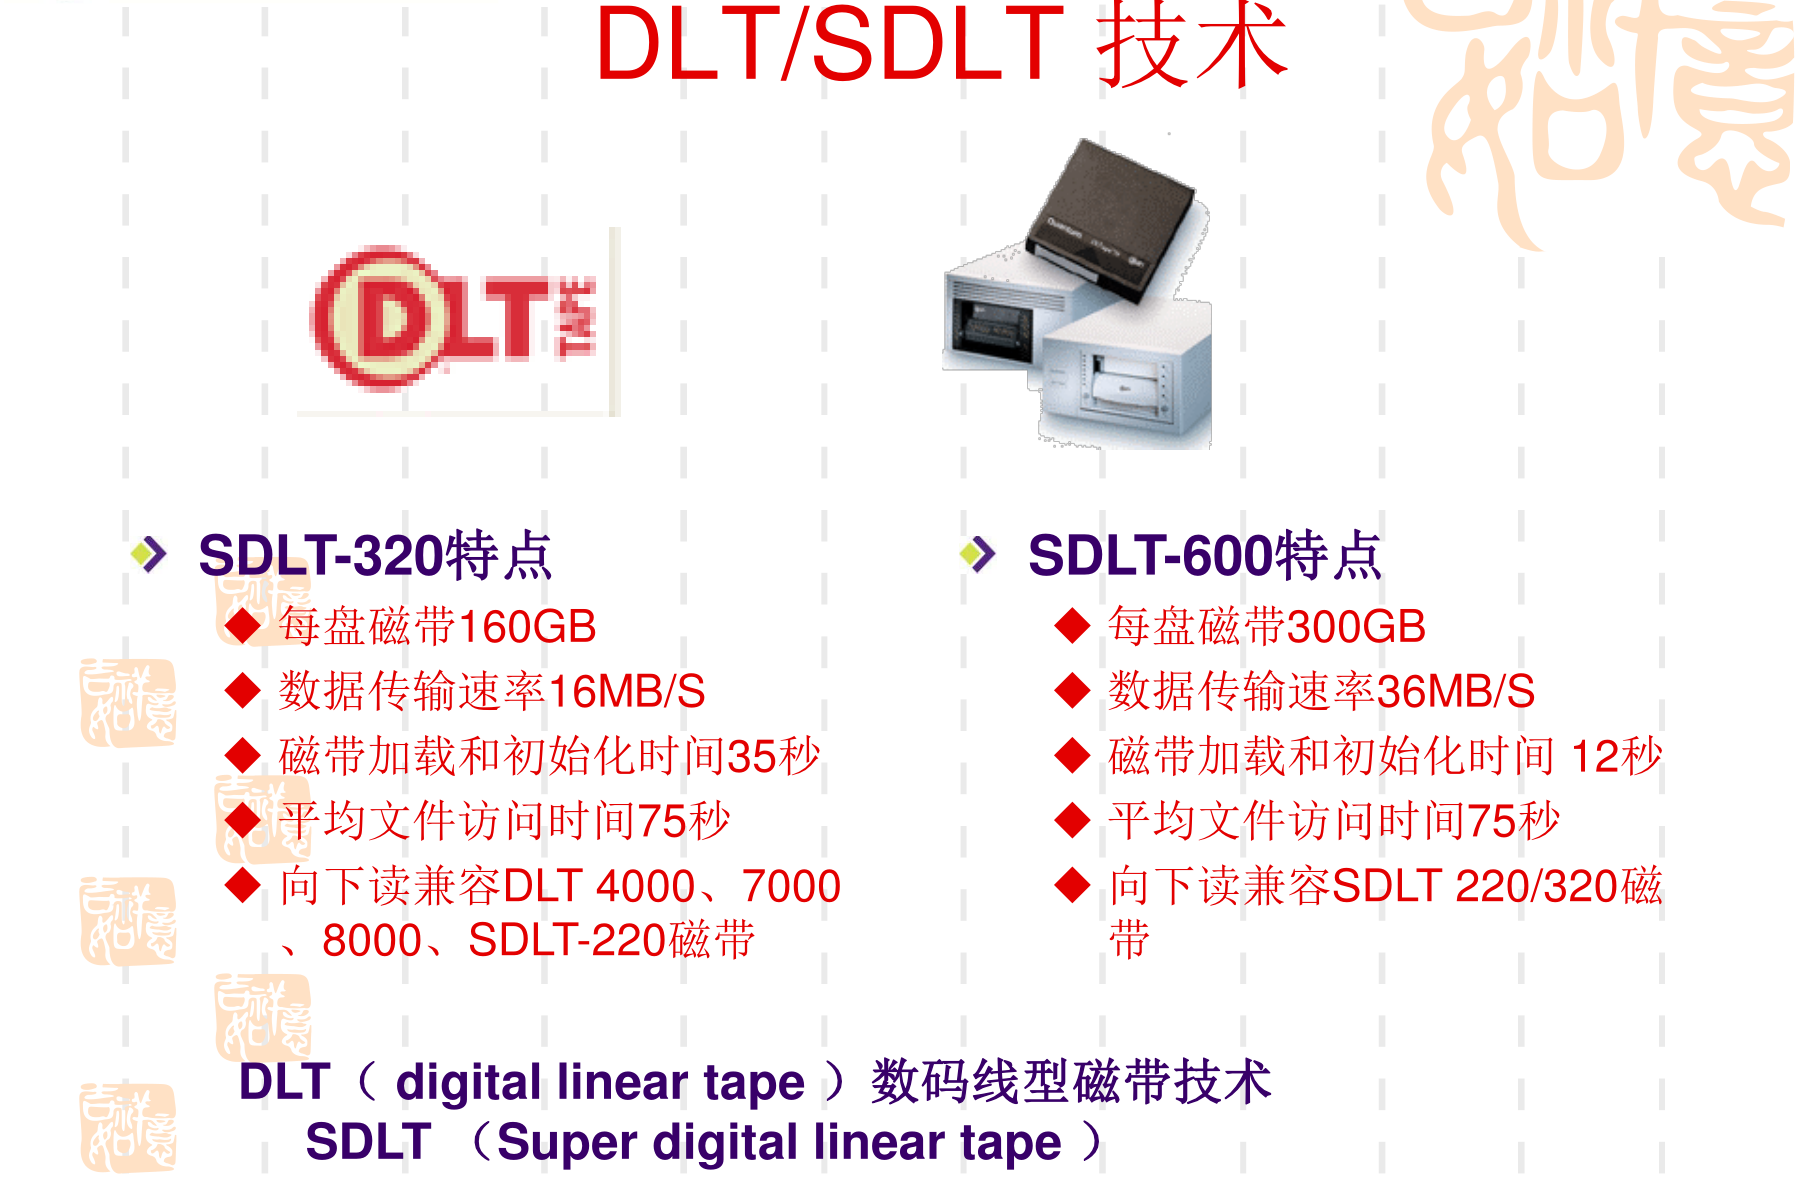 DLT/SDLT 技术
DLT TAPE
Quantum
SDLT-320特点
每盘磁带160GB
数据传输速率16MB/S
磁带加载和初始化时间35秒
平均文件访问时间75秒
向下读兼容DLT 4000、7000
、8000、SDLT-220磁带
SDLT-600特点
每盘磁带300GB
数据传输速率36MB/S
磁带加载和初始化时间 12秒
平均文件访问时间75秒
向下读兼容SDLT 220/320磁
带
DLT（ digital linear tape ）数码线型磁带技术
SDLT （Super digital linear tape ）